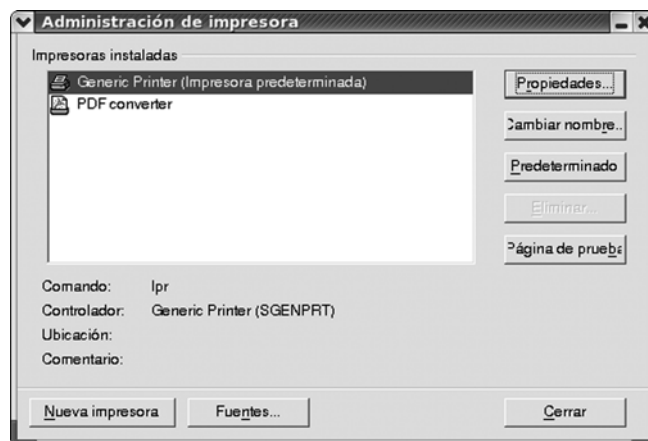 Administración de impresora
Impresoras instaladas
Generic Printer (Impresora predeterminada)
PDF converter
Propiedades...
Cambiar nombre..
Predeterminado
Eliminar...
Página de prueba
Comando: lpr
Controlador: Generic Printer (SGENPRT)
Ubicación:
Comentario:
Nueva impresora
Fuentes...
Cerrar